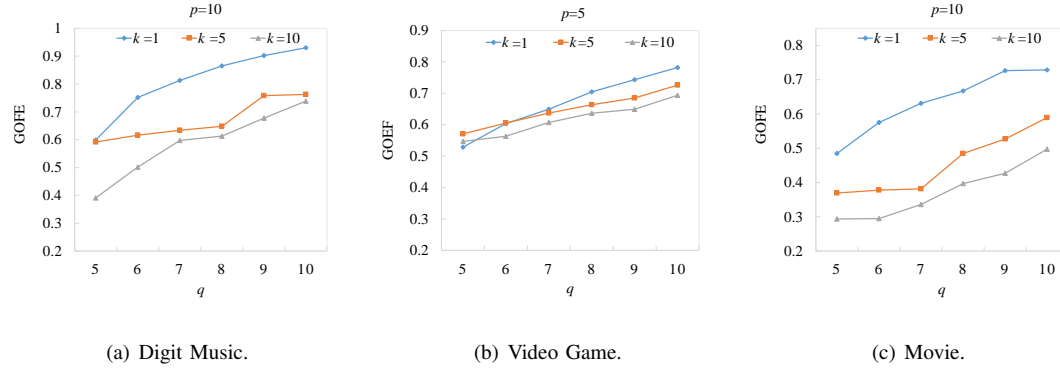 p=10
k=1 k=5 k=10
1
0.9
0.8
0.7
0.6
0.5
0.4
0.3
0.2
GOFE
5 6 7 8 9 10
q
(a) Digit Music.
p=5
k=1 k=5 k=10
0.9
0.8
0.7
0.6
0.5
0.4
0.3
0.2
GOEF
5 6 7 8 9 10
q
(b) Video Game.
p=10
k=1 k=5 k=10
0.8
0.7
0.6
0.5
0.4
0.3
0.2
GOFE
5 6 7 8 9 10
q
(c) Movie.